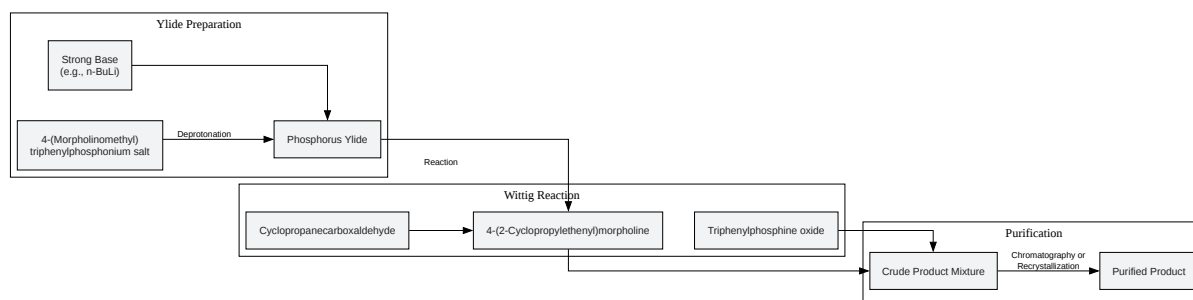 Ylide Preparation
Strong Base
(e.g., n-BuLi)
4-(Morpholinomethyl)
triphenylphosphonium salt
Deprotonation
Phosphorus Ylide
Reaction
Wittig Reaction
Cyclopropanecarboxaldehyde
4-(2-Cyclopropylethenyl)morpholine
Triphenylphosphine oxide
Purification
Crude Product Mixture
Chromatography or
Recrystallization
Purified Product